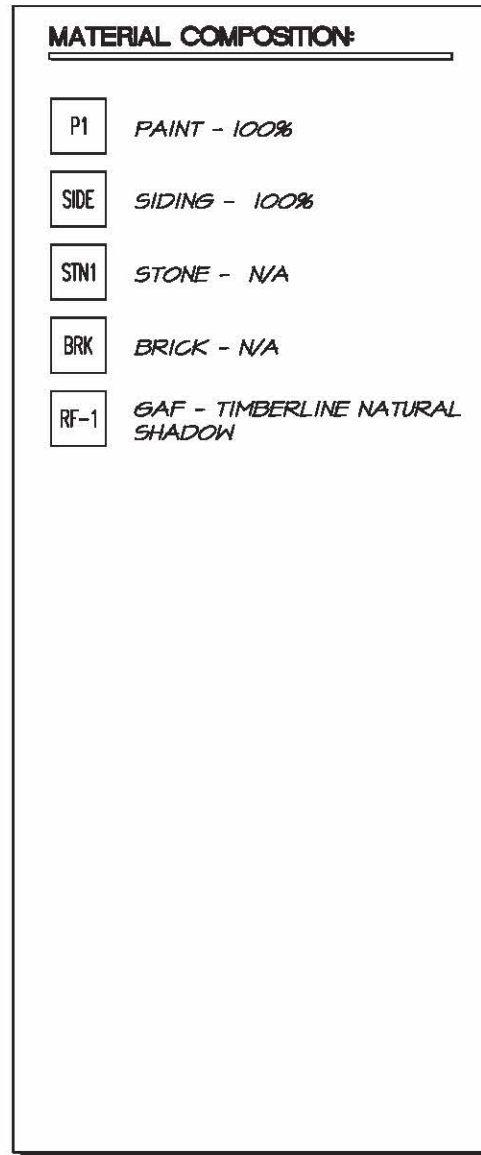 MATERIAL COMPOSITION:
P1 PAINT - 100%
SIDE SIDING - 100%
STN1 STONE - N/A
BRK BRICK - N/A
RF-1 GAF - TIMBERLINE NATURAL
SHADOW